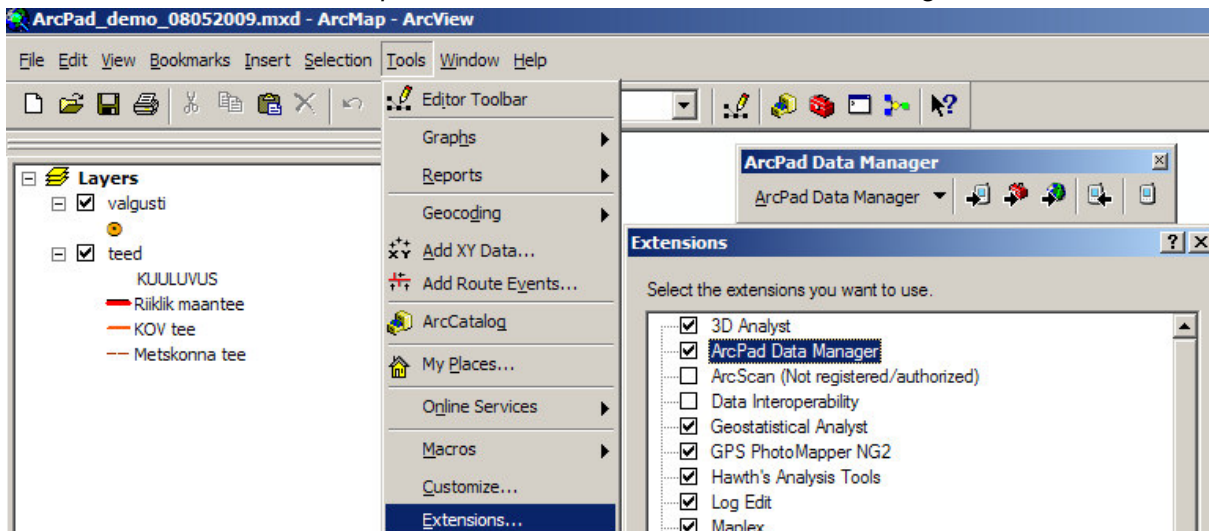 ArcPad_demo_08052009.mxd - ArcMap - ArcView
File Edit View Bookmarks Insert Selection Tools Window Help
Layers
valgusti
teed
KUULUVUS
Riiklik maantee
KOV tee
Metskonna tee
Editor Toolbar
Graphs
Reports
Geocoding
Add XY Data...
Add Route Events...
ArcCatalog
My Places...
Online Services
Macros
Customize...
Extensions...
ArcPad Data Manager
ArcPad Data Manager
Extensions
Select the extensions you want to use.
3D Analyst
ArcPad Data Manager
ArcScan (Not registered/authorized)
Data Interoperability
Geostatistical Analyst
GPS PhotoMapper NG2
Hawth's Analysis Tools
Log Edit
Maplex